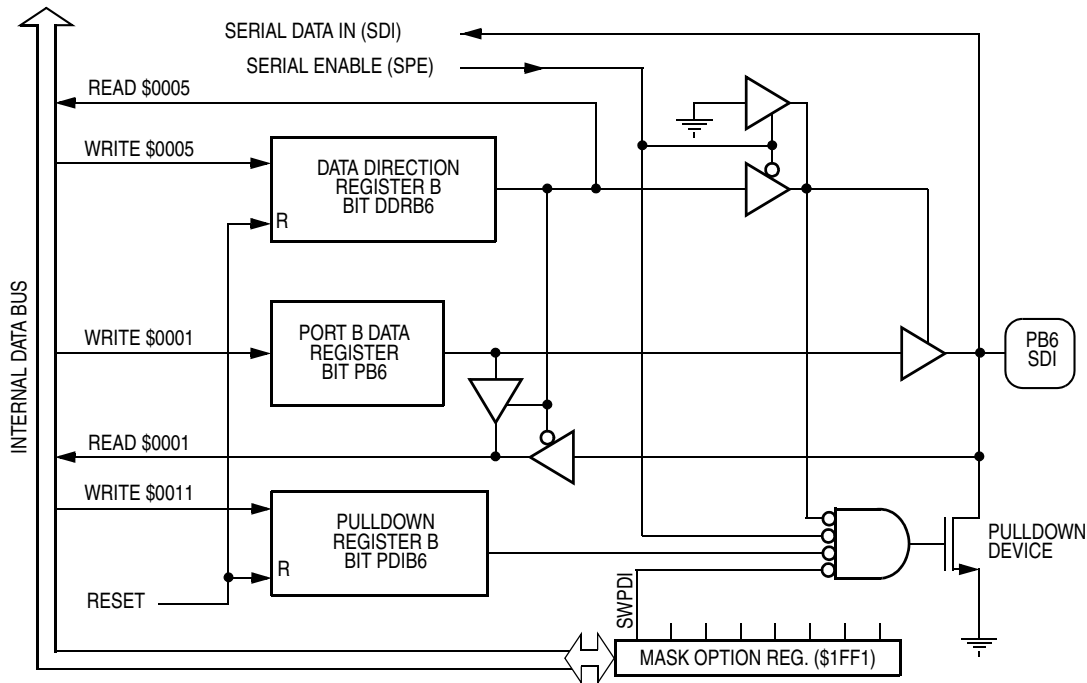 SERIAL DATA IN (SDI)
SERIAL ENABLE (SPE)
READ $0005
WRITE $0005
DATA DIRECTION
REGISTER B
BIT DDRB6
R
INTERNAL DATA BUS
WRITE $0001
PORT B DATA
REGISTER
BIT PB6
PB6
SDI
READ $0001
WRITE $0011
PULLDOWN
REGISTER B
BIT PDIB6
R
PULLDOWN
DEVICE
RESET
SWPDI
MASK OPTION REG. ($1FF1)